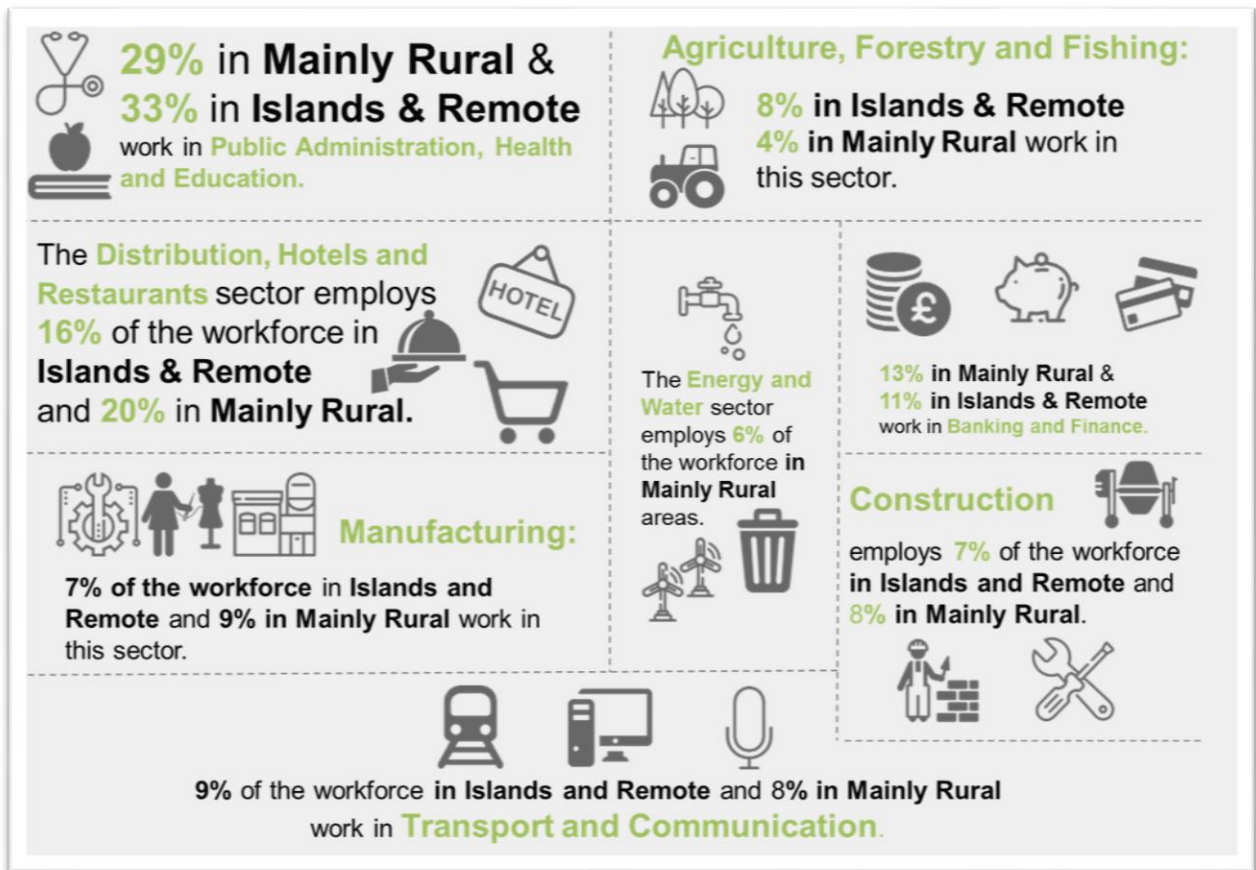 29% in Mainly Rural &
33% in Islands & Remote
work in Public Administration, Health
and Education.
Agriculture, Forestry and Fishing:
8% in Islands & Remote
4% in Mainly Rural work in
this sector.
The Distribution, Hotels and
Restaurants sector employs
16% of the workforce in
Islands & Remote
and 20% in Mainly Rural.
HOTEL
The Energy and
Water sector
employs 6% of
the workforce in
Mainly Rural
areas.
£
13% in Mainly Rural &
11% in Islands & Remote
work in Banking and Finance.
Manufacturing:
7% of the workforce in Islands and
Remote and 9% in Mainly Rural work in
this sector.
Construction
employs 7% of the workforce
in Islands and Remote and
8% in Mainly Rural.
9% of the workforce in Islands and Remote and 8% in Mainly Rural
work in Transport and Communication.